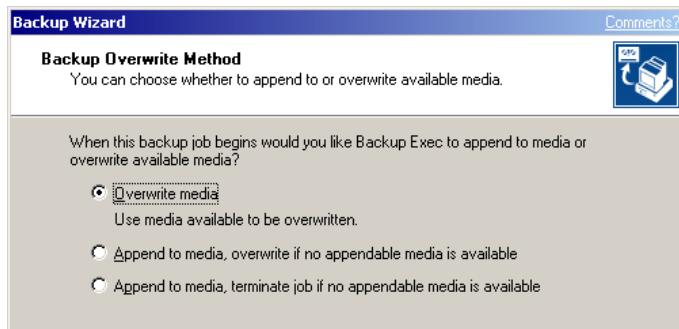 Backup Wizard
Comments?
Backup Overwrite Method
You can choose whether to append to or overwrite available media.
When this backup job begins would you like Backup Exec to append to media or
overwrite available media?
Overwrite media
Use media available to be overwritten.
Append to media, overwrite if no appendable media is available
Append to media, terminate job if no appendable media is available